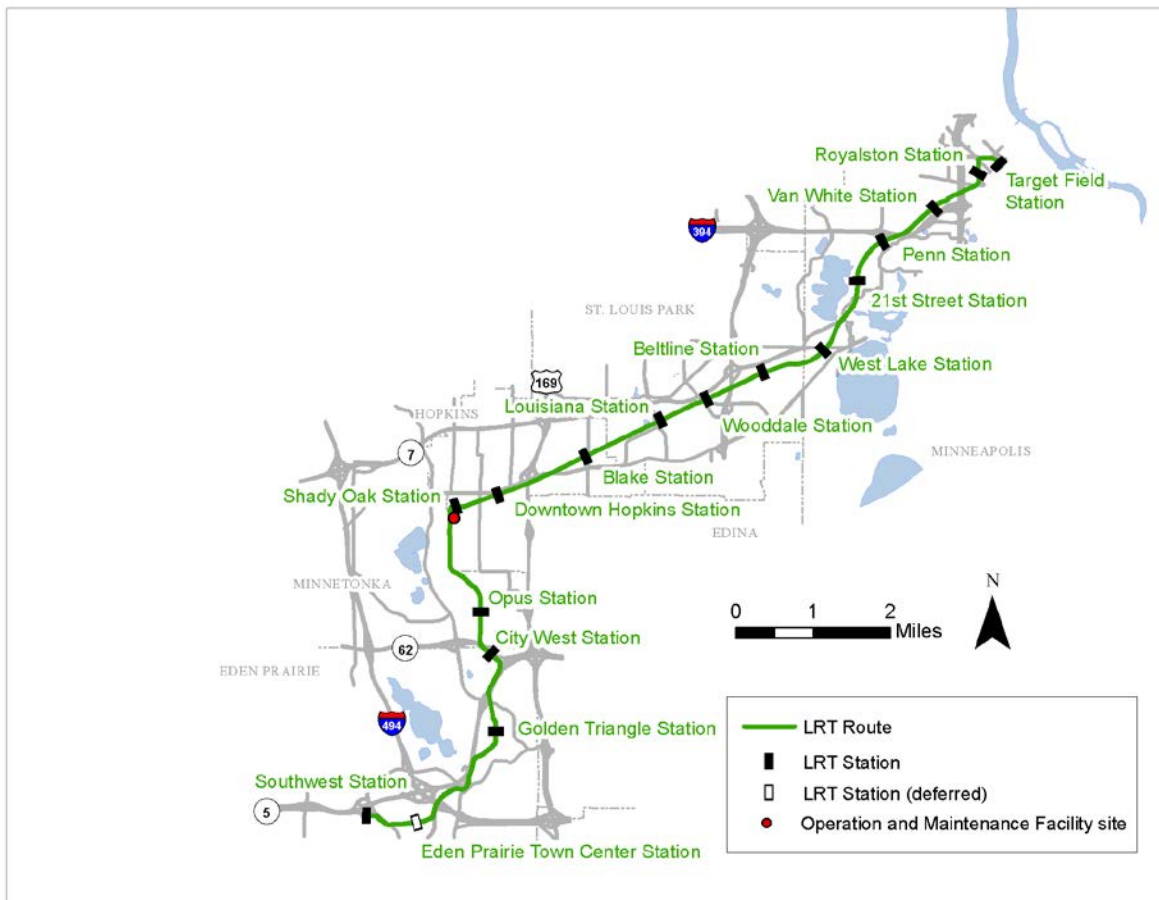 Royalston Station
Target Field
Station
Van White Station
394
Penn Station
21st Street Station
ST. LOUIS PARK
Beltline Station
West Lake Station
169
Louisiana Station
HOPKINS
Wooddale Station
MINNEAPOLIS
7
Blake Station
Shady Oak Station
Downtown Hopkins Station
EDINA
MINNETONKA
Opus Station
N
0 1 2
Miles
City West Station
62
EDEN PRAIRIE
494
Golden Triangle Station
Southwest Station
5
Eden Prairie Town Center Station
LRT Route
LRT Station
LRT Station (deferred)
Operation and Maintenance Facility site